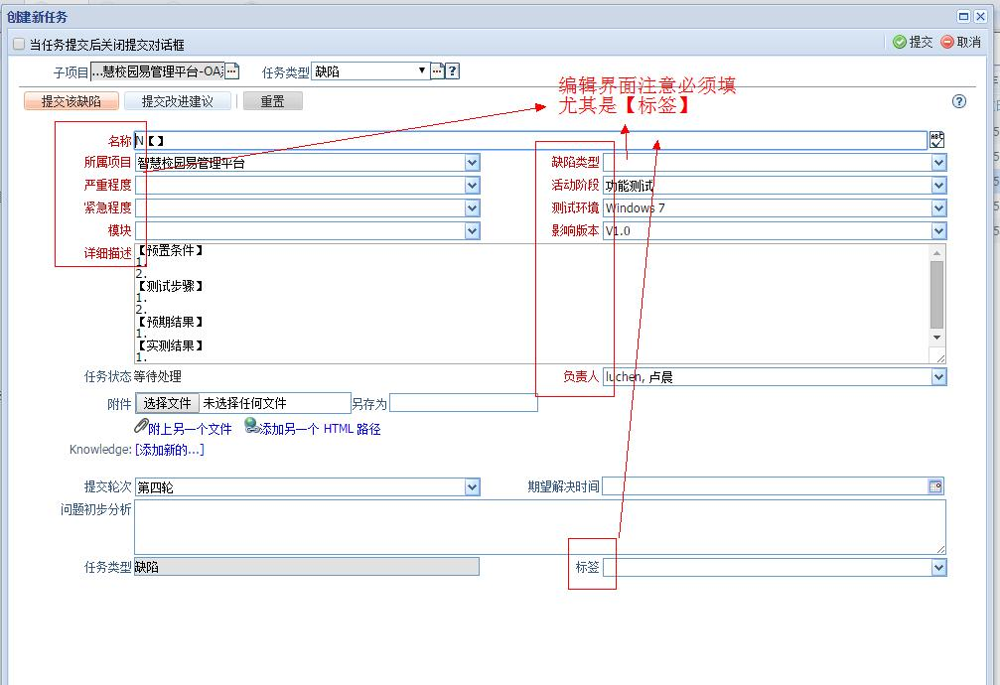 创建新任务
当任务提交后关闭提交对话框
提交 取消
子项目 ...慧校园易管理平台-OA 任务类型 缺陷
编辑界面注意必须填
提交该缺陷 提交改进建议 重置
尤其是【标签】
名称 N【】
所属项目 智慧校园易管理平台 缺陷类型
严重程度 活动阶段 功能测试
紧急程度 测试环境 Windows 7
模块 影响版本 V1.0
详细描述 【预置条件】
1.
2.
【测试步骤】
1.
2.
【预期结果】
1.
【实测结果】
1.
任务状态 等待处理 负责人 luchen, 卢晨
附件 选择文件 未选择任何文件 另存为
附上另一个文件 添加另一个 HTML 路径
Knowledge: [添加新的...]
提交轮次 第四轮 期望解决时间
问题初步分析
任务类型 缺陷 标签